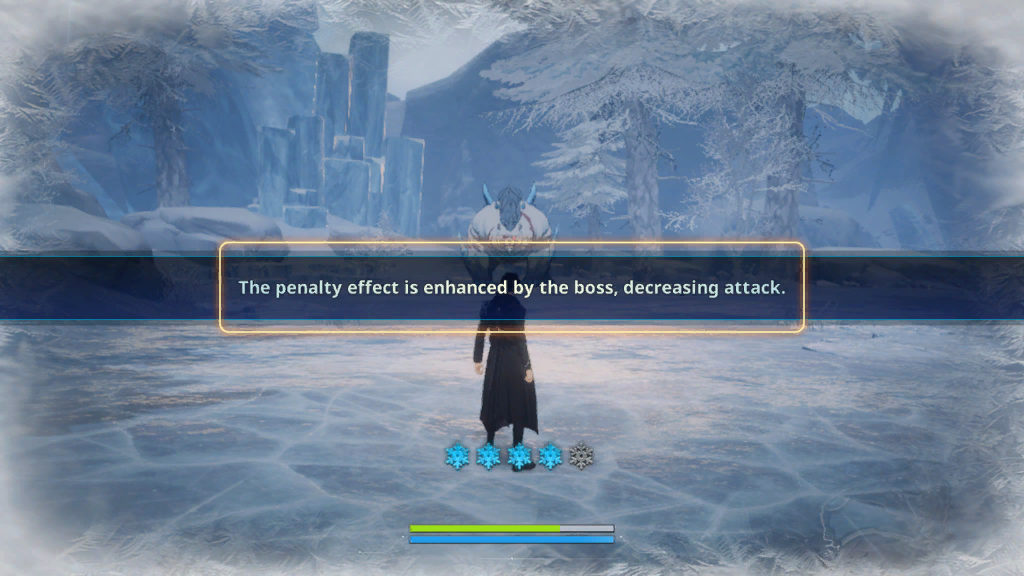 The penalty effect is enhanced by the boss, decreasing attack.